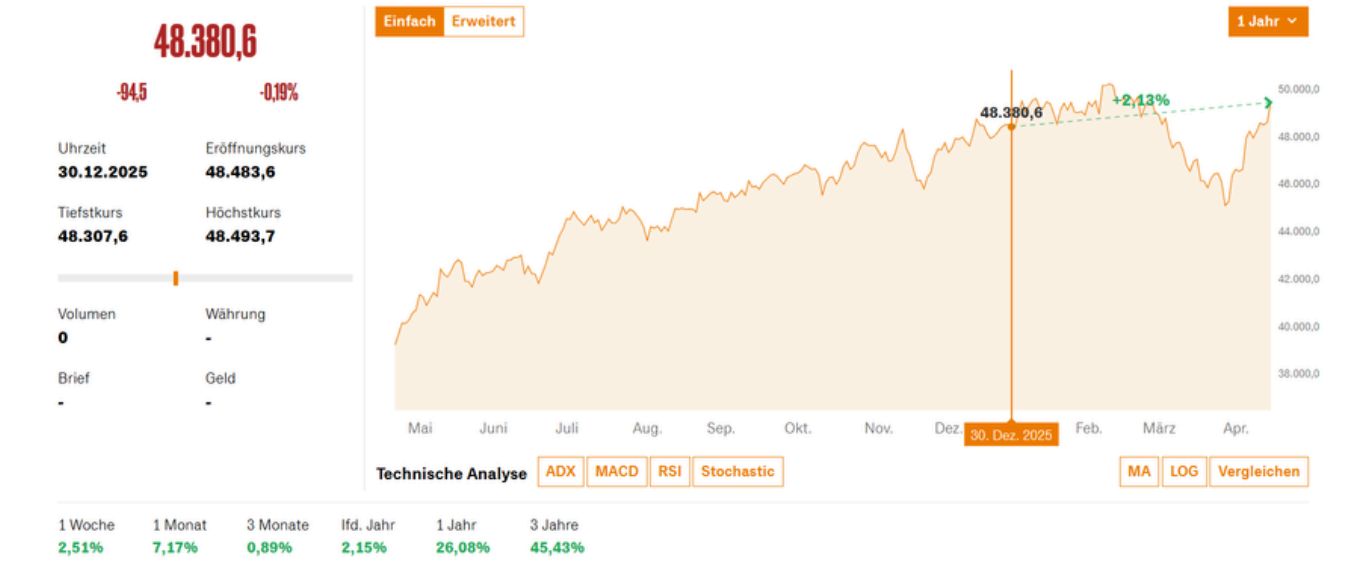 48.380,6
-94,5 -0,19%
Uhrzeit Eröffnungskurs
30.12.2025 48.483,6
Tiefstkurs Höchstkurs
48.307,6 48.493,7
Volumen Währung
0 -
Brief Geld
- -
Einfach Erweitert
1 Jahr
+2,13%
48.380,6
50.000,0
48.000,0
46.000,0
44.000,0
42.000,0
40.000,0
38.000,0
Mai Juni Juli Aug. Sep. Okt. Nov. Dez. 30. Dez. 2025 Feb. März Apr.
Technische Analyse ADX MACD RSI Stochastic MA LOG Vergleichen
1 Woche 1 Monat 3 Monate lfd. Jahr 1 Jahr 3 Jahre
2,51% 7,17% 0,89% 2,15% 26,08% 45,43%